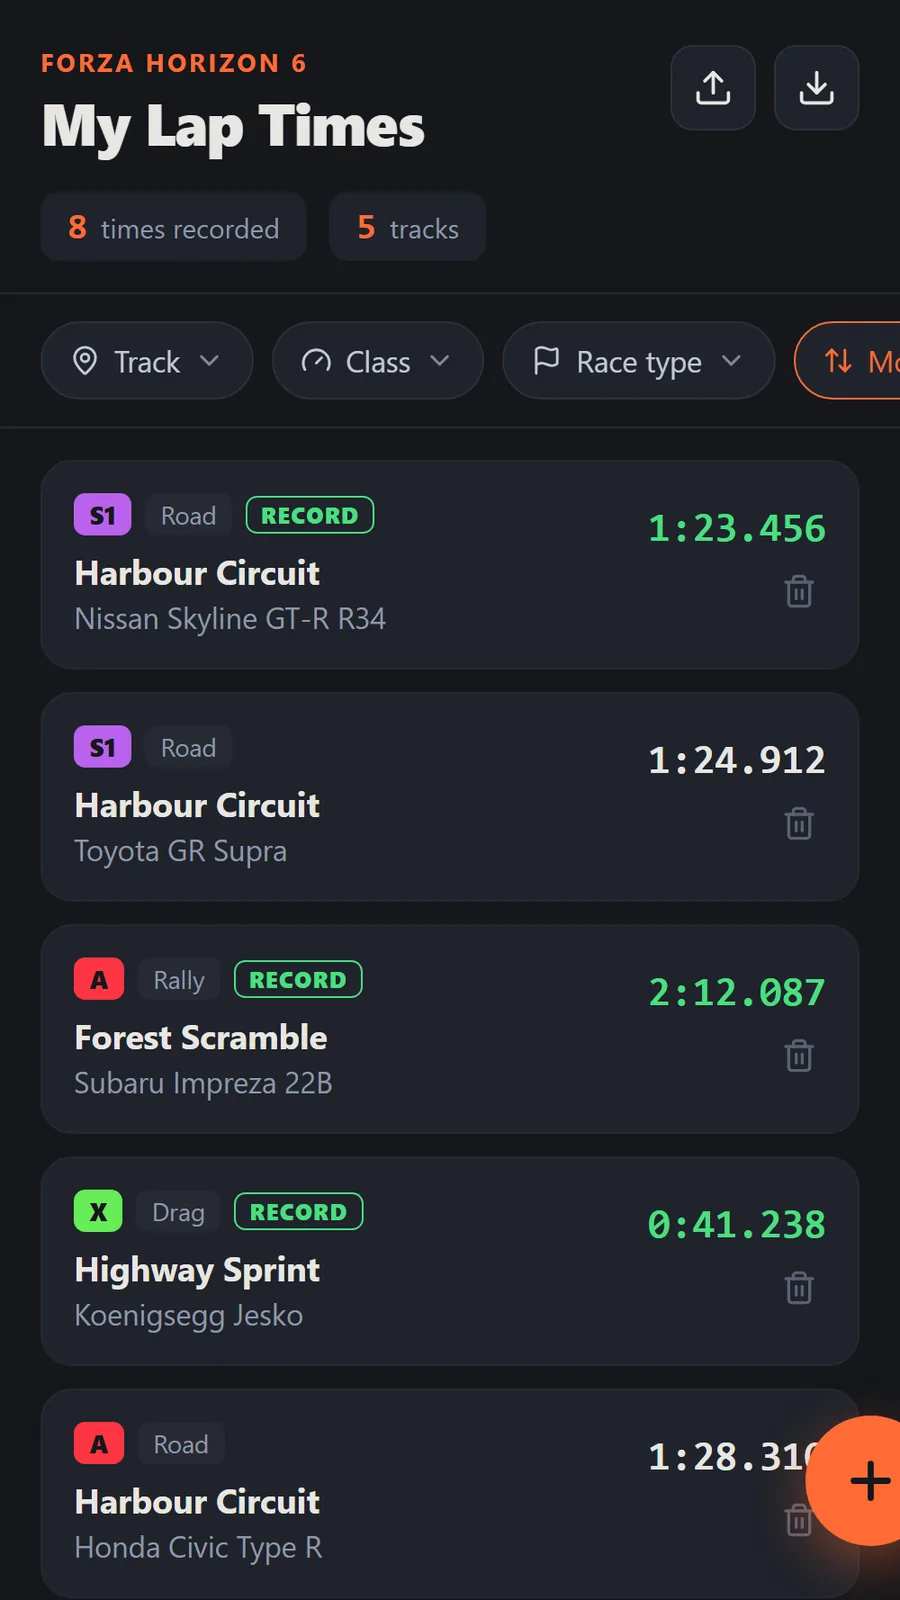 FORZA HORIZON 6
My Lap Times
8 times recorded
5 tracks
Track
Class
Race type
S1 Road RECORD
1:23.456
Harbour Circuit
Nissan Skyline GT-R R34
S1 Road
1:24.912
Harbour Circuit
Toyota GR Supra
A Rally RECORD
2:12.087
Forest Scramble
Subaru Impreza 22B
X Drag RECORD
0:41.238
Highway Sprint
Koenigsegg Jesko
A Road
1:28.310
Harbour Circuit
Honda Civic Type R